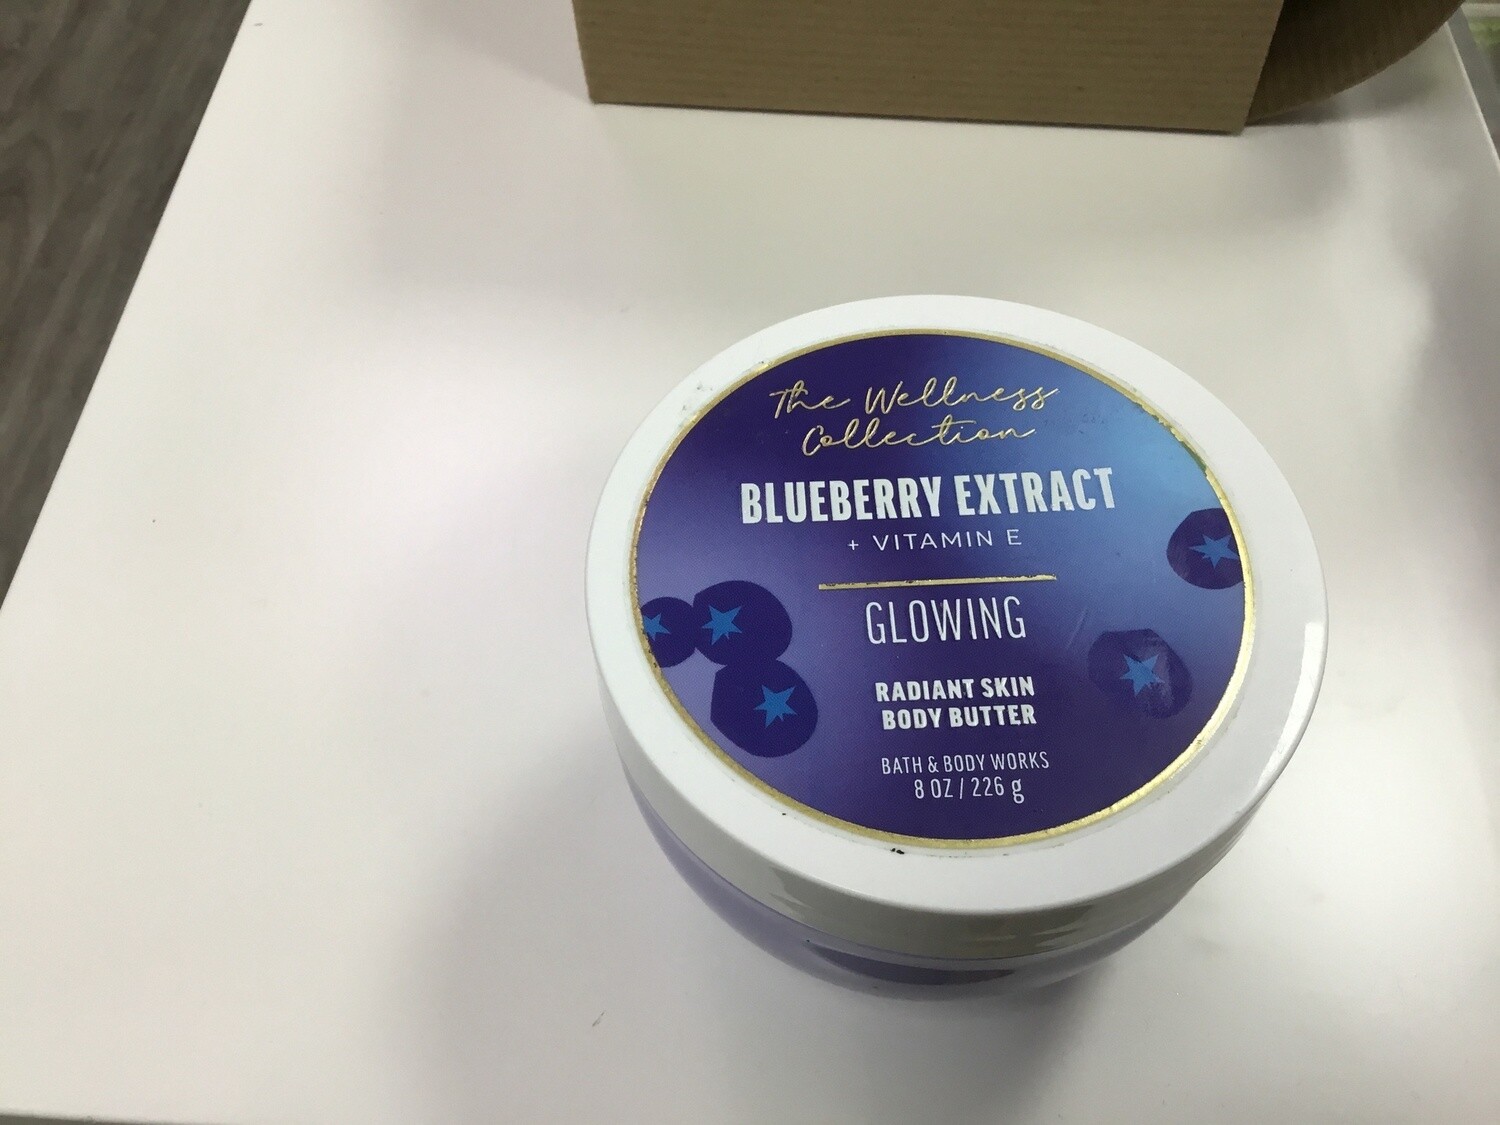 The Wellness
Collection
BLUEBERRY EXTRACT
+ VITAMIN E
GLOWING
RADIANT SKIN
BODY BUTTER
BATH & BODY WORKS
8 OZ / 226 g